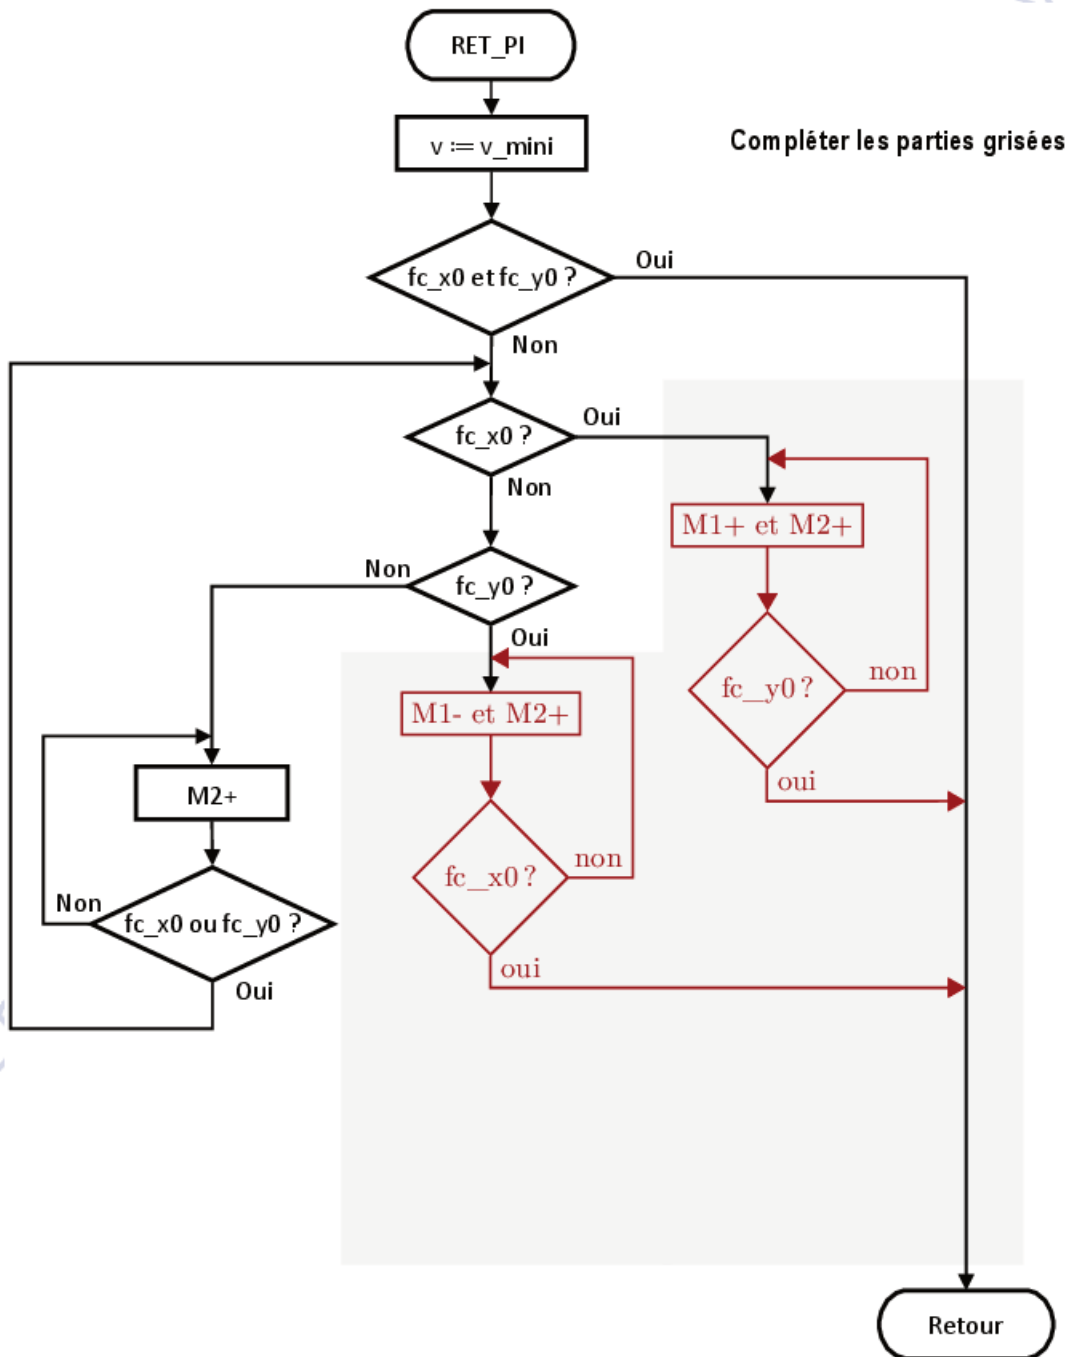 RET_PI
v := v_mini
Compléter les parties grisées
fc_x0 et fc_y0 ?
Oui
Non
fc_x0 ?
Oui
Non
M1+ et M2+
fc_y0 ?
Non
Oui
fc_y0 ?
non
oui
M1- et M2+
M2+
fc_x0 ?
non
oui
fc_x0 ou fc_y0 ?
Non
Oui
Retour